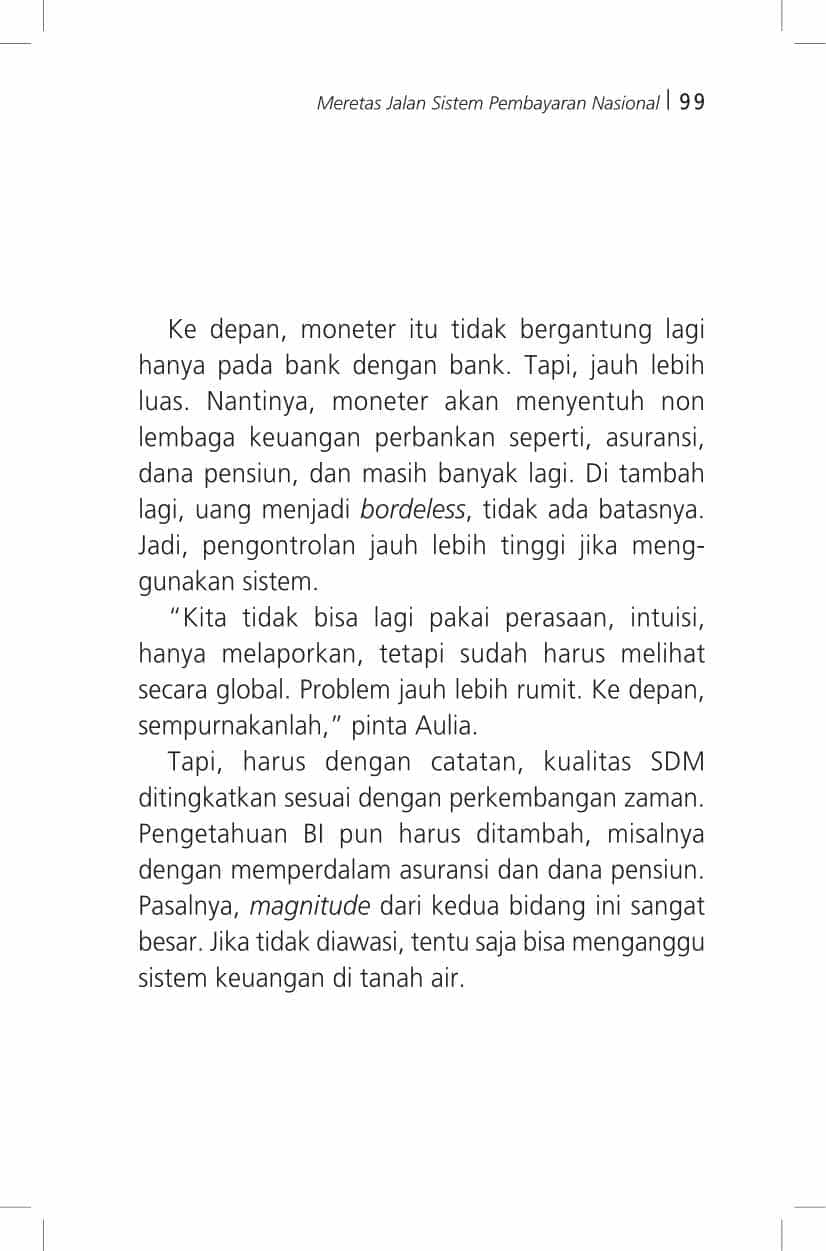 Meretas Jalan Sistem Pembayaran Nasional | 99
Ke depan, moneter itu tidak bergantung lagi
hanya pada bank dengan bank. Tapi, jauh lebih
luas. Nantinya, moneter akan menyentuh non
lembaga keuangan perbankan seperti, asuransi,
dana pensiun, dan masih banyak lagi. Di tambah
lagi, uang menjadi bordeless, tidak ada batasnya.
Jadi, pengontrolan jauh lebih tinggi jika meng-
gunakan sistem.
“Kita tidak bisa lagi pakai perasaan, intuisi,
hanya melaporkan, tetapi sudah harus melihat
secara global. Problem jauh lebih rumit. Ke depan,
sempurnakanlah,” pinta Aulia.
Tapi, harus dengan catatan, kualitas SDM
ditingkatkan sesuai dengan perkembangan zaman.
Pengetahuan BI pun harus ditambah, misalnya
dengan memperdalam asuransi dan dana pensiun.
Pasalnya, magnitude dari kedua bidang ini sangat
besar. Jika tidak diawasi, tentu saja bisa menganggu
sistem keuangan di tanah air.